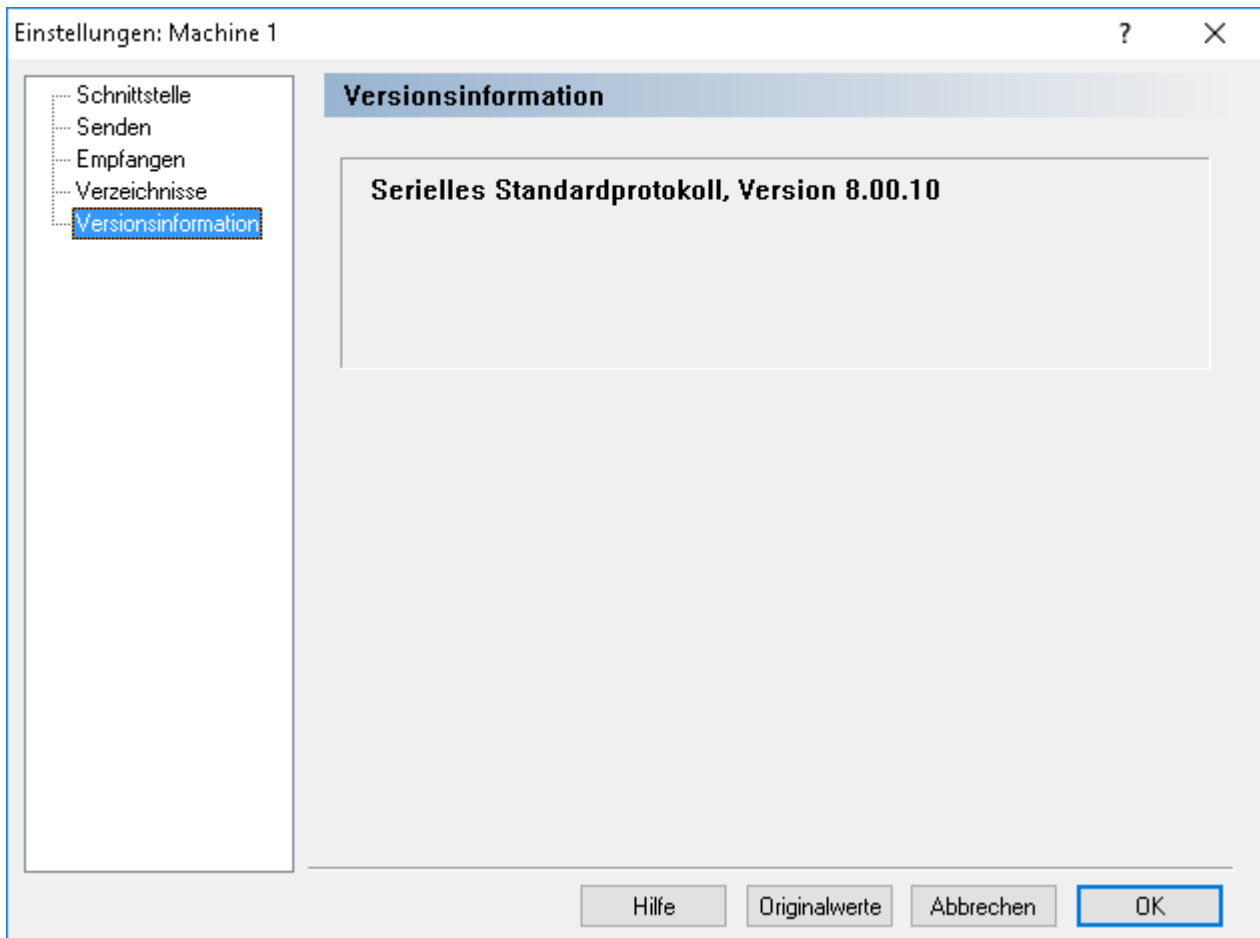 Einstellungen: Machine 1
Schnittstelle
Senden
Empfangen
Verzeichnisse
Versionsinformation
Versionsinformation
Serielles Standardprotokoll, Version 8.00.10
Hilfe
Originalwerte
Abbrechen
OK